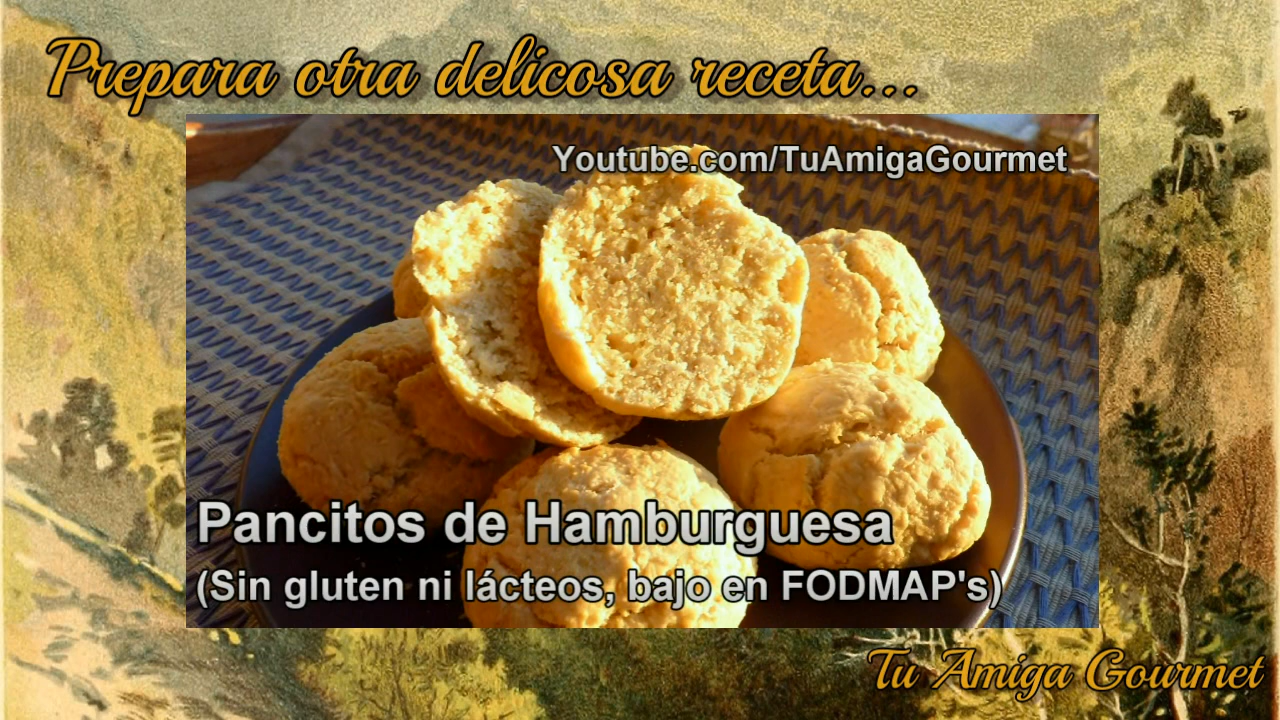 Prepara otra delicosa receta...
Youtube.com/TuAmigaGourmet
Pancitos de Hamburguesa
(Sin gluten ni lácteos, bajo en FODMAP's)
Tu Amiga Gourmet